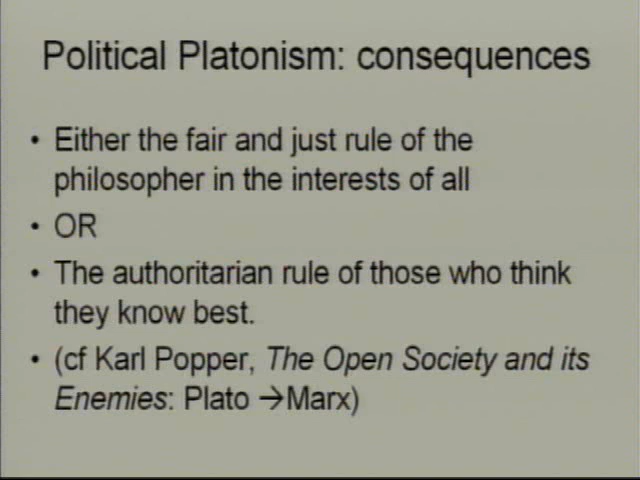 Political Platonism: consequences
• Either the fair and just rule of the
philosopher in the interests of all
• OR
• The authoritarian rule of those who think
they know best.
• (cf Karl Popper, The Open Society and its
Enemies: Plato →Marx)